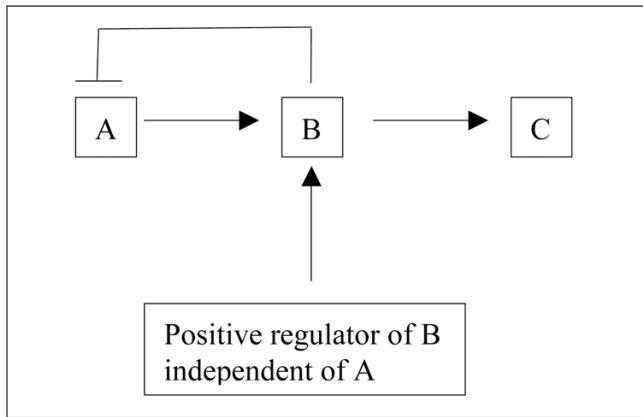 A
B
C
Positive regulator of B
independent of A